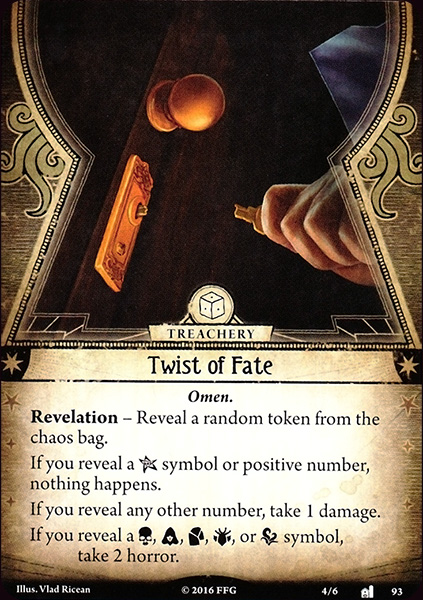 TREACHERY
Twist of Fate
Omen.
Revelation – Reveal a random token from the
chaos bag.
If you reveal a symbol or positive number,
nothing happens.
If you reveal any other number, take 1 damage.
If you reveal a , , , , or symbol,
take 2 horror.
Illus. Vlad Ricean © 2016 FFG 4/6 93